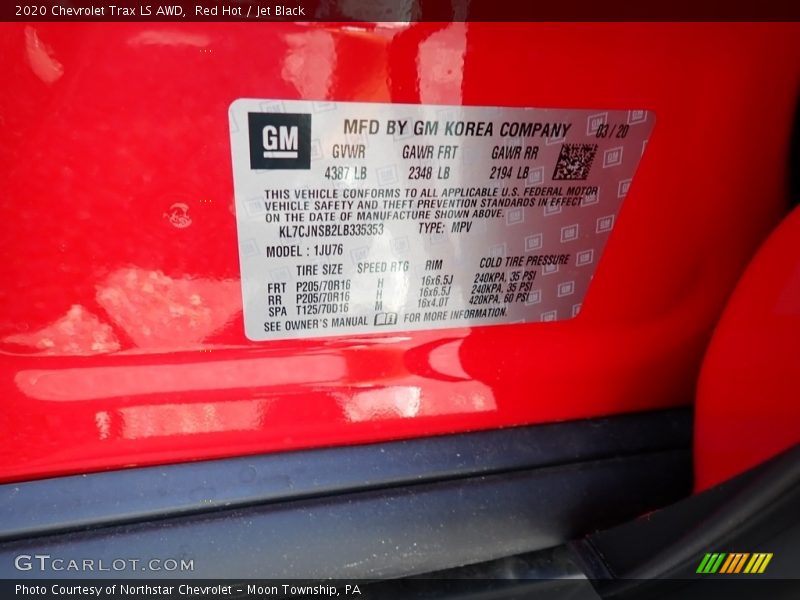 2020 Chevrolet Trax LS AWD,  Red Hot / Jet Black
GM
MFD BY GM KOREA COMPANY 03/20
GVWR GAWR FRT GAWR RR
4387 LB 2348 LB 2194 LB
THIS VEHICLE CONFORMS TO ALL APPLICABLE U.S. FEDERAL MOTOR
VEHICLE SAFETY AND THEFT PREVENTION STANDARDS IN EFFECT
ON THE DATE OF MANUFACTURE SHOWN ABOVE.
KL7CJNSB2LB335353 TYPE: MPV
MODEL : 1JU76
TIRE SIZE SPEED RTG RIM COLD TIRE PRESSURE
FRT P205/70R16 H 16x6.5J 240KPA, 35 PSI
RR P205/70R16 H 16x6.5J 240KPA, 35 PSI
SPA T125/70D16 M 16x4.0T 420KPA, 60 PSI
SEE OWNER'S MANUAL FOR MORE INFORMATION.
GTCARLOT.COM
Photo Courtesy of Northstar Chevrolet - Moon Township, PA